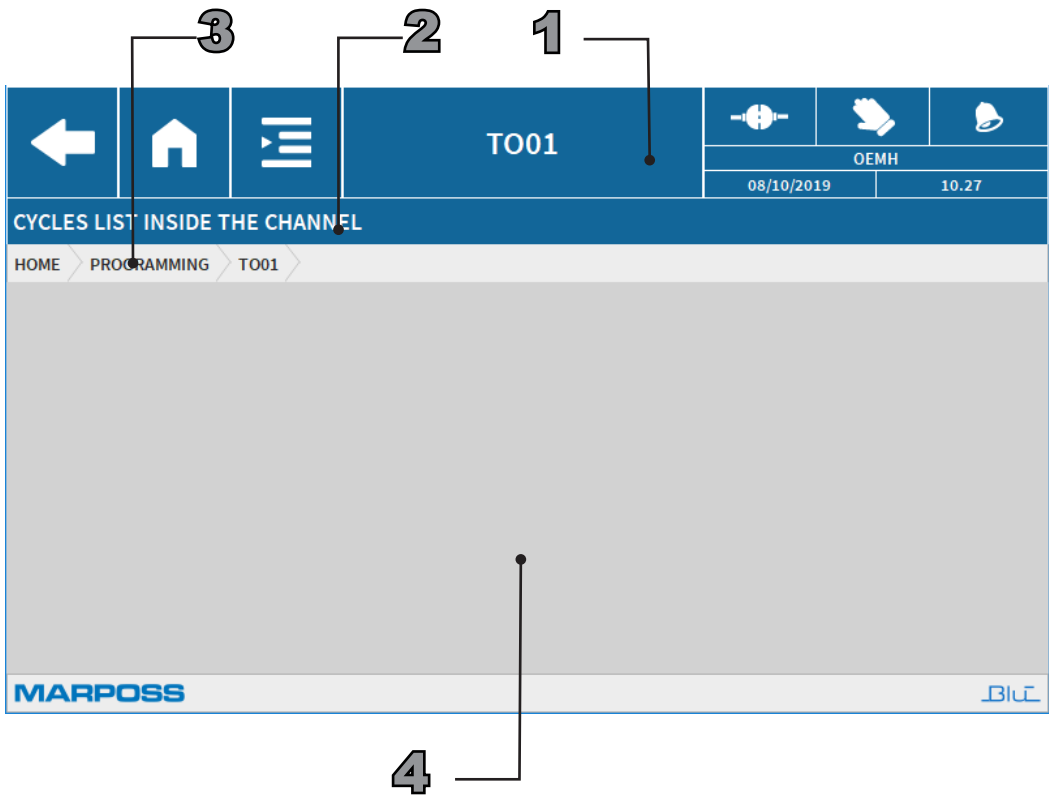 3 2 1
TO01
OEMH
08/10/2019 10.27
CYCLES LIST INSIDE THE CHANNEL
HOME PROGRAMMING TO01
MARPOSS BLÚ
4